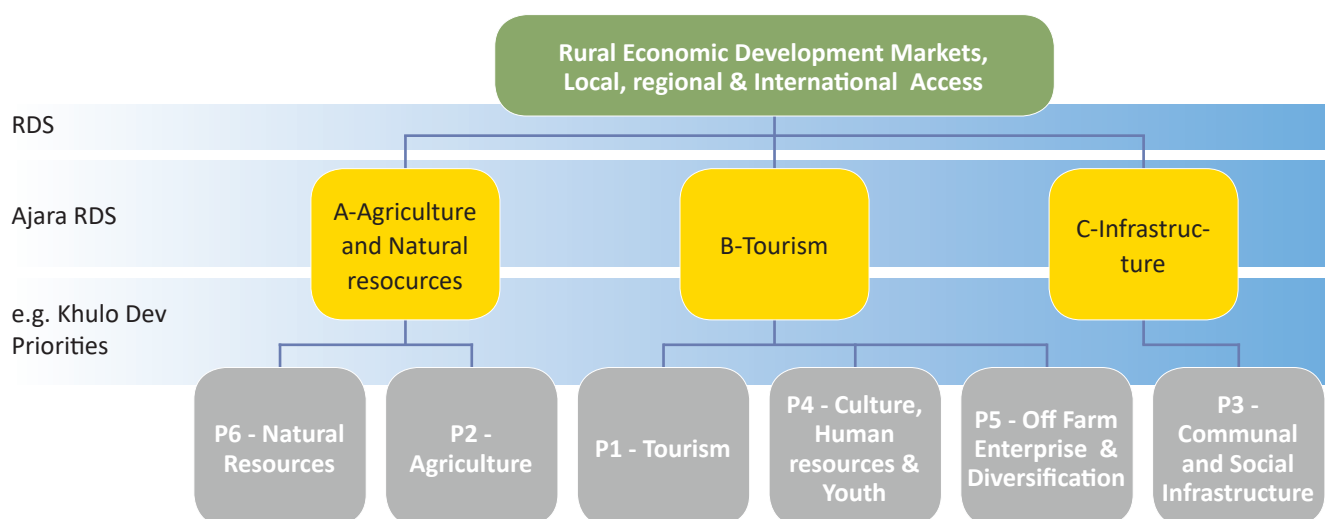 Rural Economic Development Markets,
Local, regional & International Access
RDS
Ajara RDS
A-Agriculture
and Natural
resocurces
B-Tourism
C-Infrastruc-
ture
e.g. Khulo Dev
Priorities
P6 - Natural
Resources
P2 -
Agriculture
P1 - Tourism
P4 - Culture,
Human
resources &
Youth
P5 - Off Farm
Enterprise &
Diversification
P3 -
Communal
and Social
Infrastructure